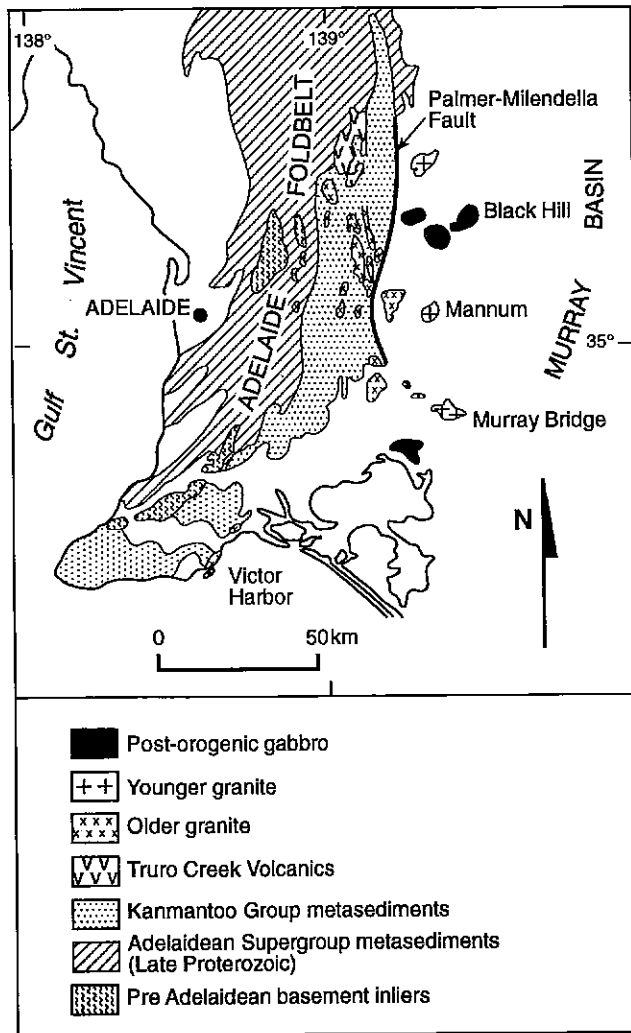 138°
139°
Palmer-Milendella
Fault
FOLDBELT
Black Hill
BASIN
Gulf St. Vincent
ADELAIDE
Mannum
MURRAY
35°
ADELAIDE
Murray Bridge
N
Victor
Harbor
0 50km
Post-orogenic gabbro
Younger granite
Older granite
Truro Creek Volcanics
Kanmantoo Group metasediments
Adelaidean Supergroup metasediments
(Late Proterozoic)
Pre Adelaidean basement inliers